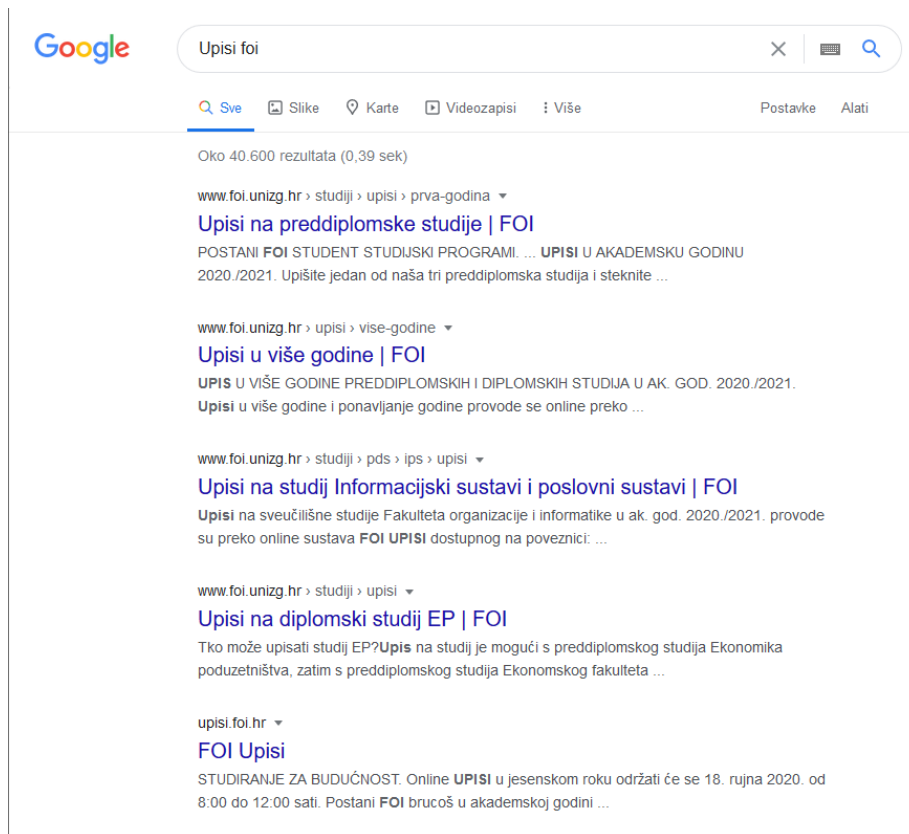 Google
Upisi foi
Sve Slike Karte Videozapisi Više Postavke Alati
Oko 40.600 rezultata (0,39 sek)
www.foi.unizg.hr › studiji › upisi › prva-godina
Upisi na preddiplomske studije | FOI
POSTANI FOI STUDENT STUDIJSKI PROGRAMI. ... UPISI U AKADEMSKU GODINU
2020./2021. Upišite jedan od naša tri preddiplomska studija i steknite ...
www.foi.unizg.hr › upisi › vise-godine
Upisi u više godine | FOI
UPIS U VIŠE GODINE PREDDIPLOMSKIH I DIPLOMSKIH STUDIJA U AK. GOD. 2020./2021.
Upisi u više godine i ponavljanje godine provode se online preko ...
www.foi.unizg.hr › studiji › pds › ips › upisi
Upisi na studij Informacijski sustavi i poslovni sustavi | FOI
Upisi na sveučilišne studije Fakulteta organizacije i informatike u ak. god. 2020./2021. provode
su preko online sustava FOI UPISI dostupnog na poveznici: ...
www.foi.unizg.hr › studiji › upisi
Upisi na diplomski studij EP | FOI
Tko može upisati studij EP?Upis na studij je mogući s preddiplomskog studija Ekonomika
poduzetništva, zatim s preddiplomskog studija Ekonomskog fakulteta ...
upisi.foi.hr
FOI Upisi
STUDIRANJE ZA BUDUĆNOST. Online UPISI u jesenskom roku održati će se 18. rujna 2020. od
8:00 do 12:00 sati. Postani FOI brucoš u akademskoj godini ...